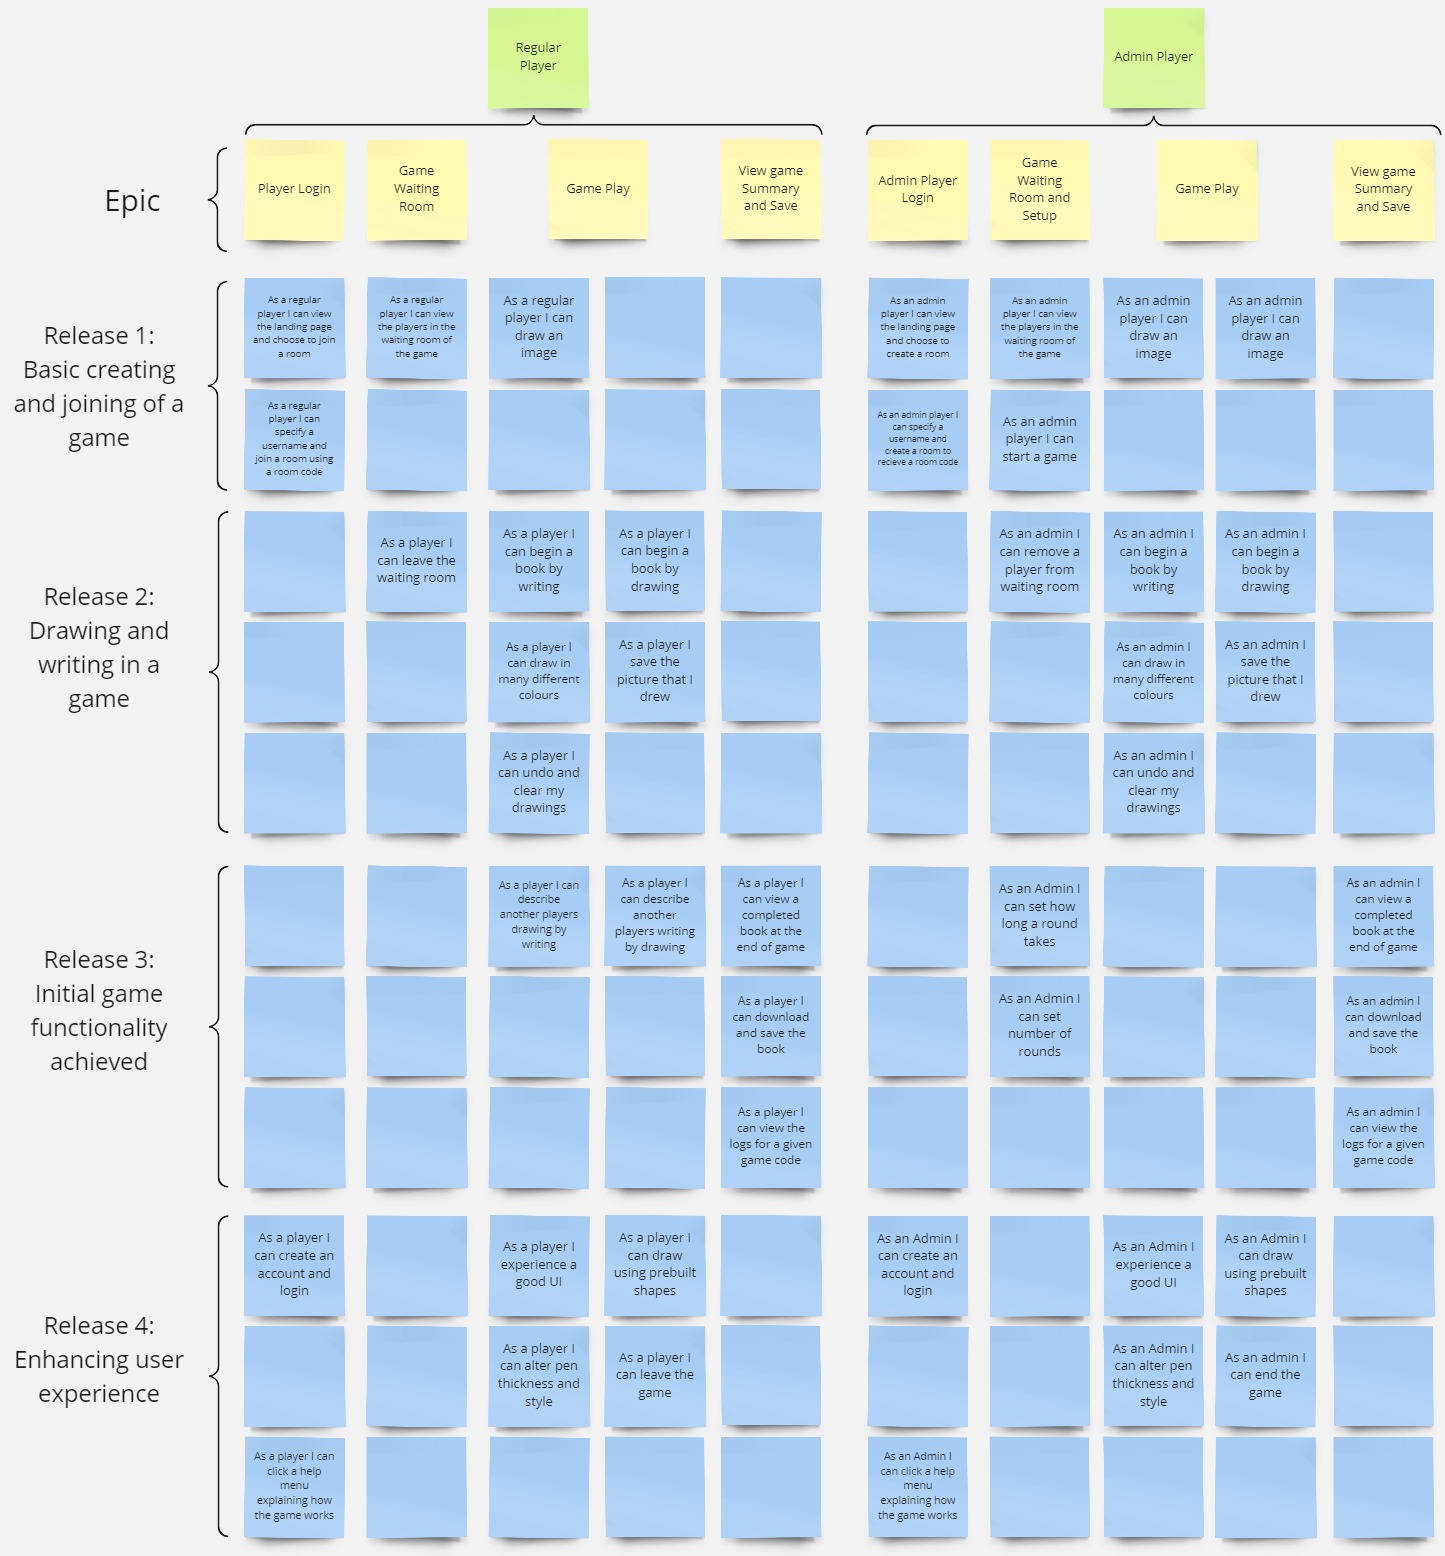 Regular
Player
Admin Player
Epic
Player Login
Game
Waiting
Room
Game Play
View game
Summary
and Save
Admin Player
Login
Game
Waiting
Room and
Setup
Game Play
View game
Summary
and Save
Release 1:
Basic creating
and joining of a
game
As a regular
player I can view
the landing page
and choose to join
a room
As a regular
player I can view
the players in the
waiting room of
the game
As a regular
player I can
draw an
image
As an admin
player I can view
the landing page
and choose to
create a room
As an admin
player I can view
the players in the
waiting room of
the game
As an admin
player I can
draw an
image
As an admin
player I can
draw an
image
As a regular
player I can
specify a
username and
join a room using
a room code
As an admin player I
can specify a
username and
create a room to
recieve a room code
As an admin
player I can
start a game
Release 2:
Drawing and
writing in a
game
As a player I
can leave the
waiting room
As a player I
can begin a
book by
writing
As a player I
can begin a
book by
drawing
As an admin I
can remove a
player from
waiting room
As an admin I
can begin a
book by
writing
As an admin I
can begin a
book by
drawing
As a player I
can draw in
many different
colours
As a player I
save the
picture that I
drew
As an admin I
can draw in
many different
colours
As an admin I
save the
picture that I
drew
As a player I
can undo and
clear my
drawings
As an admin I
can undo and
clear my
drawings
Release 3:
Initial game
functionality
achieved
As a player I can
describe
another players
drawing by
writing
As a player I
can describe
another
players writing
by drawing
As a player I
can view a
completed
book at the
end of game
As an Admin I
can set how
long a round
takes
As an admin I
can view a
completed
book at the
end of game
As a player I
can download
and save the
book
As an Admin I
can set
number of
rounds
As an admin I
can download
and save the
book
As a player I
can view the
logs for a given
game code
As an admin I
can view the
logs for a given
game code
Release 4:
Enhancing user
experience
As a player I
can create an
account and
login
As a player I
experience a
good UI
As a player I
can draw
using prebuilt
shapes
As an Admin I
can create an
account and
login
As an Admin I
experience a
good UI
As an Admin I
can draw
using prebuilt
shapes
As a player I
can alter pen
thickness and
style
As a player I
can leave the
game
As an Admin I
can alter pen
thickness and
style
As an admin I
can end the
game
As a player I can
click a help
menu
explaining how
the game works
As an Admin I
can click a help
menu
explaining how
the game works